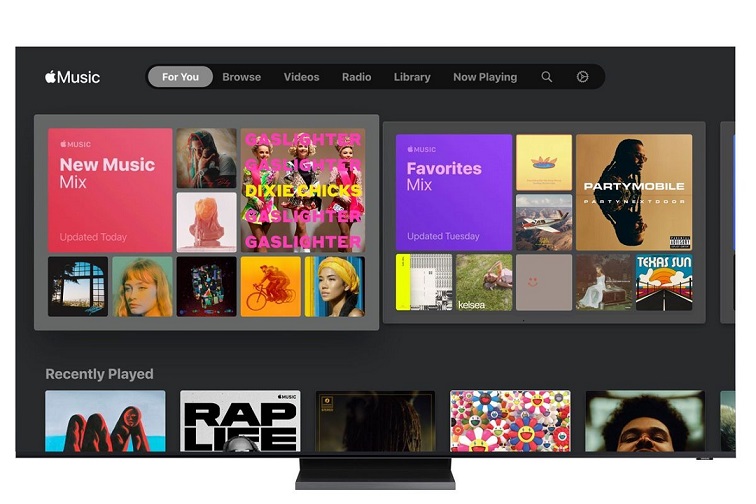 Music
For You
Browse
Videos
Radio
Library
Now Playing
MUSIC
New Music
Mix
Updated Today
GASLIGHTER
GASLIGHTER
DIXIE CHICKS
GASLIGHTER
GASLIGHTER
MUSIC
Favorites
Mix
Updated Tuesday
PARTYMOBILE
PARTYNEXTDOOR
kelsea
TEXAS SUN
Recently Played
MUSIC
RAP
LIFE